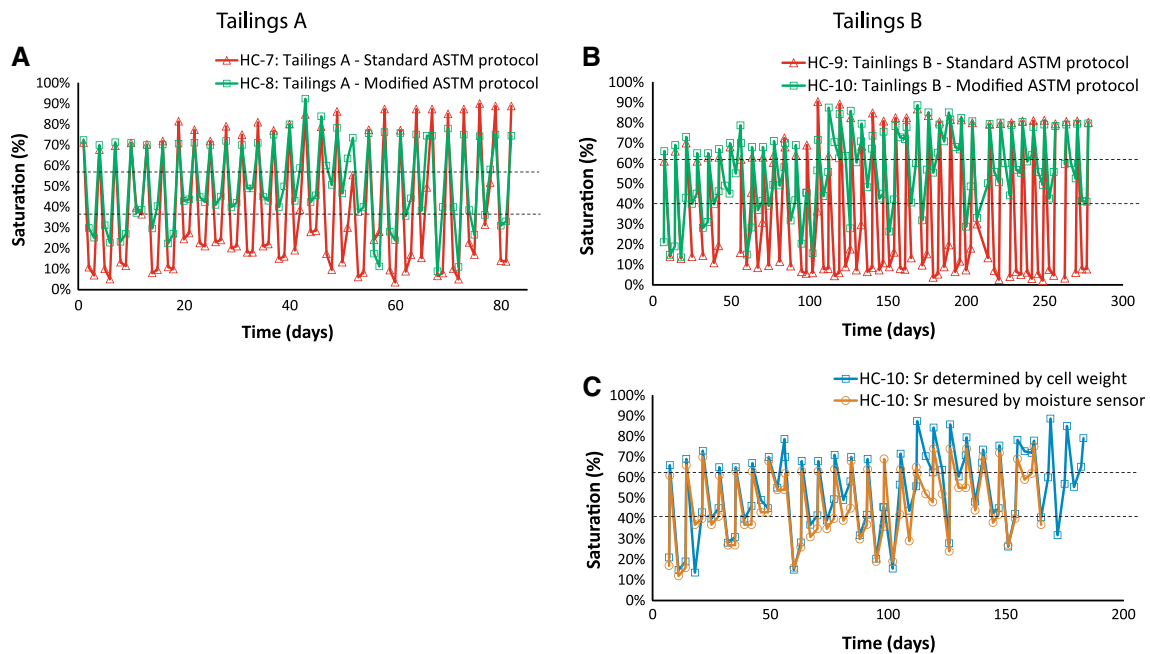 Tailings A
Tailings B
A
HC-7: Tailings A - Standard ASTM protocol
HC-8: Tailings A - Modified ASTM protocol
100%
90%
80%
70%
60%
50%
40%
30%
20%
10%
0%
Saturation (%)
0 20 40 60 80
Time (days)
B
HC-9: Tainlings B - Standard ASTM protocol
HC-10: Tainlings B - Modified ASTM protocol
100%
90%
80%
70%
60%
50%
40%
30%
20%
10%
0%
Saturation (%)
0 50 100 150 200 250 300
Time (days)
C
HC-10: Sr determined by cell weight
HC-10: Sr mesured by moisture sensor
100%
90%
80%
70%
60%
50%
40%
30%
20%
10%
0%
Saturation (%)
0 50 100 150 200
Time (days)